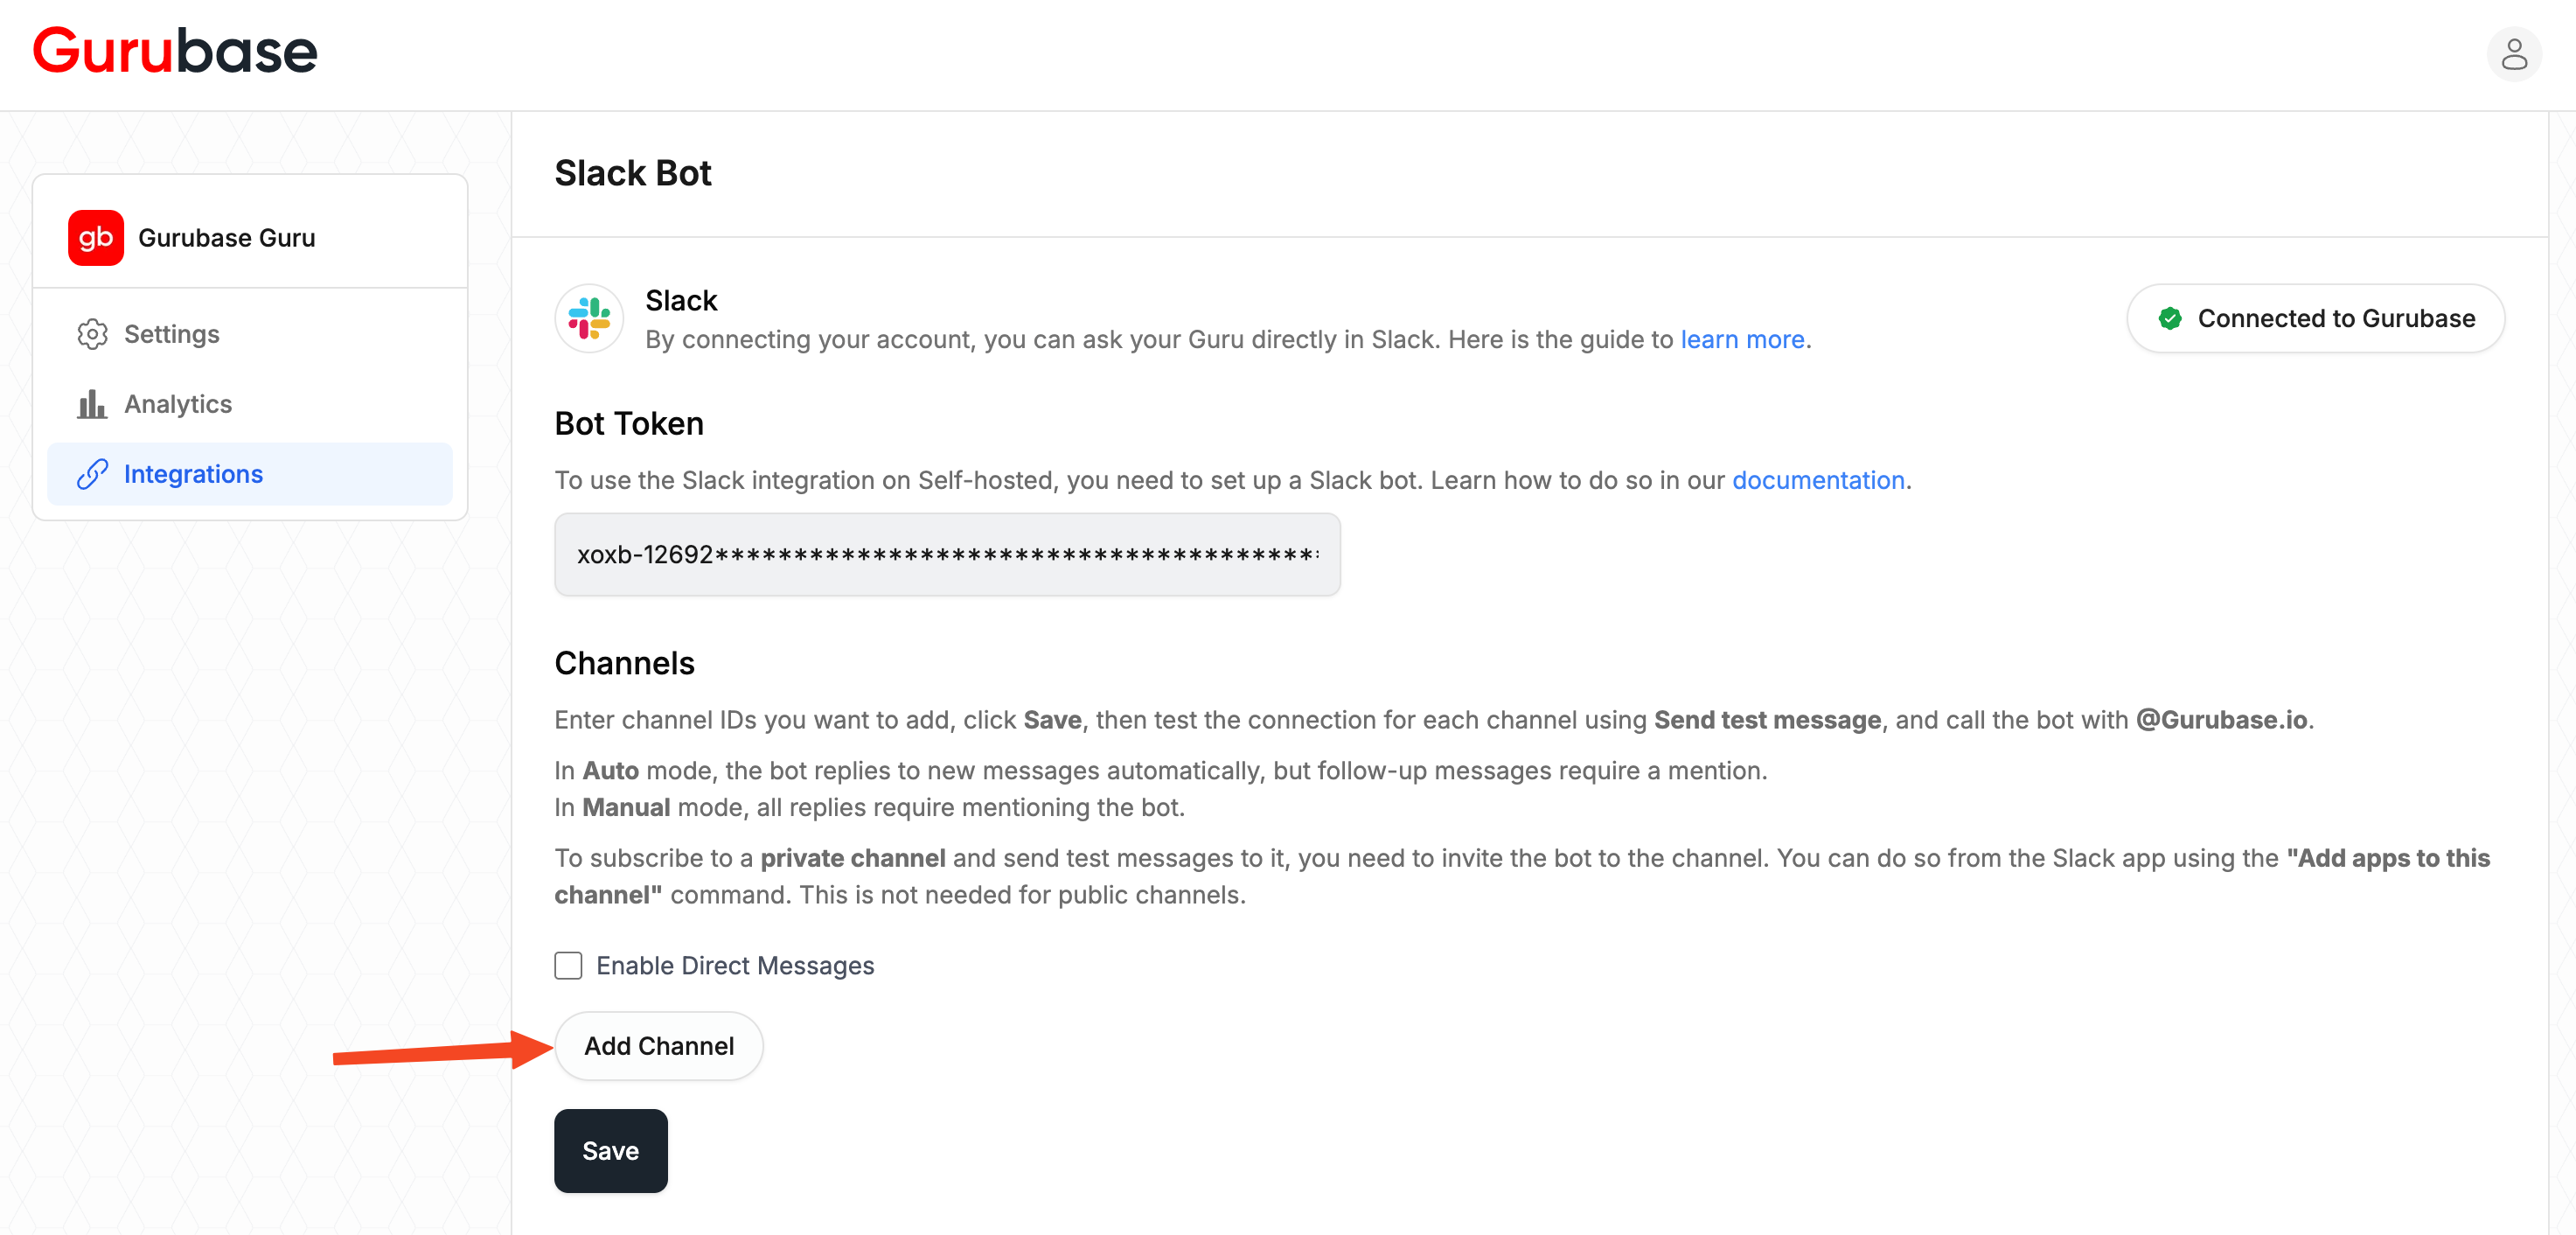 Gurubase
Slack Bot
gb Gurubase Guru
Settings
Analytics
Integrations
Slack
By connecting your account, you can ask your Guru directly in Slack. Here is the guide to learn more.
Connected to Gurubase
Bot Token
To use the Slack integration on Self-hosted, you need to set up a Slack bot. Learn how to do so in our documentation.
xoxb-12692**************************************
Channels
Enter channel IDs you want to add, click Save, then test the connection for each channel using Send test message, and call the bot with @Gurubase.io.
In Auto mode, the bot replies to new messages automatically, but follow-up messages require a mention.
In Manual mode, all replies require mentioning the bot.
To subscribe to a private channel and send test messages to it, you need to invite the bot to the channel. You can do so from the Slack app using the "Add apps to this
channel" command. This is not needed for public channels.
Enable Direct Messages
Add Channel
Save